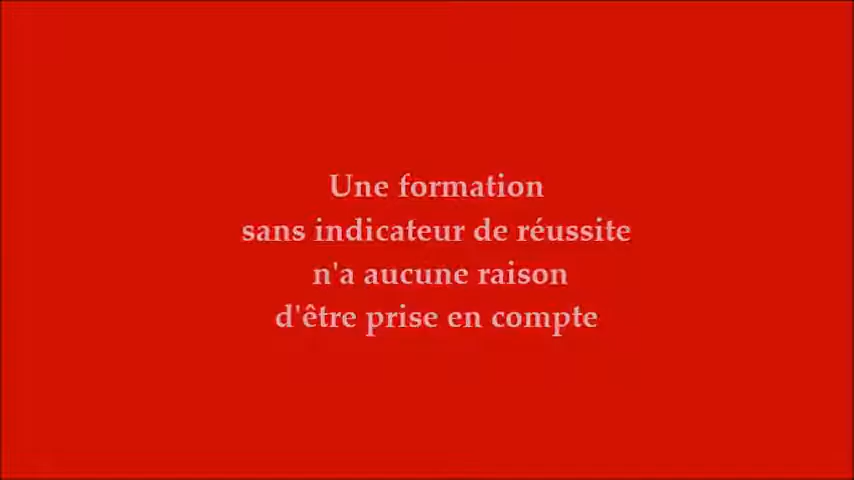 Une formation
sans indicateur de réussite
n'a aucune raison
d'être prise en compte